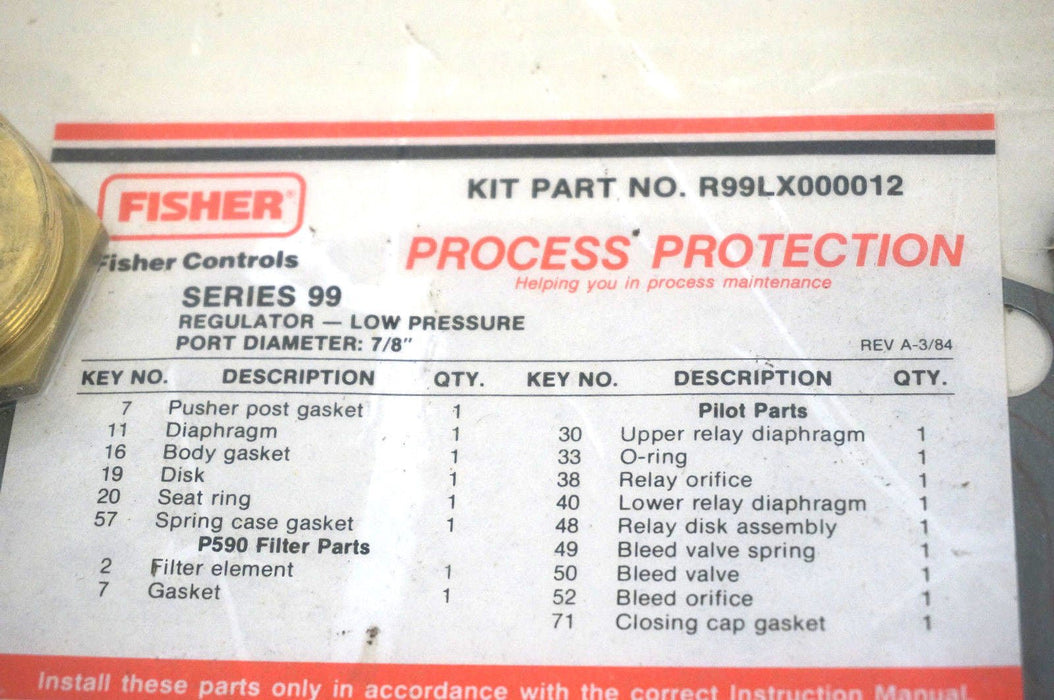 FISHER®
KIT PART NO. R99LX000012
Fisher Controls
PROCESS PROTECTION
Helping you in process maintenance
SERIES 99
REGULATOR — LOW PRESSURE
PORT DIAMETER: 7/8"
REV A-3/84
KEY NO. DESCRIPTION QTY.
7 Pusher post gasket 1
11 Diaphragm 1
16 Body gasket 1
19 Disk 1
20 Seat ring 1
57 Spring case gasket 1
P590 Filter Parts
2 Filter element 1
7 Gasket 1
KEY NO. DESCRIPTION QTY.
Pilot Parts
30 Upper relay diaphragm 1
33 O-ring 1
38 Relay orifice 1
40 Lower relay diaphragm 1
48 Relay disk assembly 1
49 Bleed valve spring 1
50 Bleed valve 1
52 Bleed orifice 1
71 Closing cap gasket 1
Install these parts only in accordance with the correct Instruction Manual